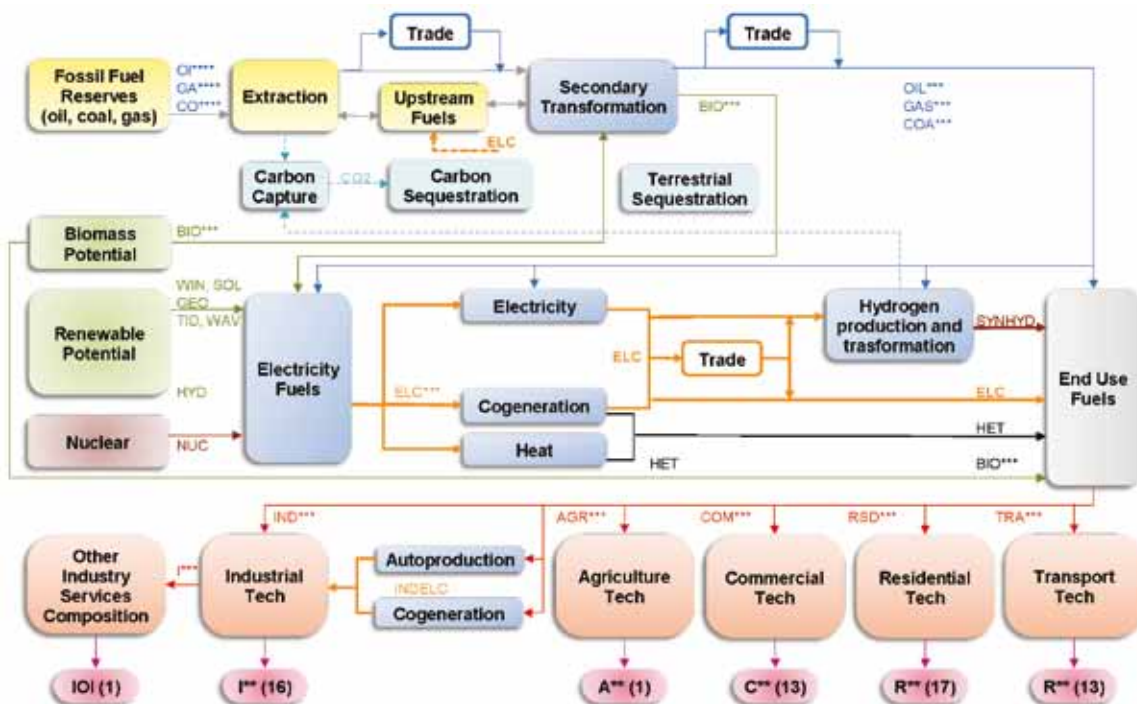 Trade
Trade
Fossil Fuel
Reserves
(oil, coal, gas)
OI****
GA****
CO****
Extraction
Upstream
Fuels
Secondary
Transformation
BIO***
OIL***
GAS***
COA***
ELC
Carbon
Capture
CO2
Carbon
Sequestration
Terrestrial
Sequestration
Biomass
Potential
BIO***
Renewable
Potential
WIN, SOL
GEO
TID, WAV
HYD
Nuclear
NUC
Electricity
Fuels
ELC***
Electricity
Cogeneration
Heat
ELC
Trade
HET
Hydrogen
production and
trasformation
SYNHYD
ELC
HET
BIO***
End Use
Fuels
IND***
AGR***
COM***
RSD***
TRA***
Other
Industry
Services
Composition
I***
Industrial
Tech
Autoproduction
INDELC
Cogeneration
Agriculture
Tech
Commercial
Tech
Residential
Tech
Transport
Tech
IOI (1)
I** (16)
A** (1)
C** (13)
R** (17)
R** (13)